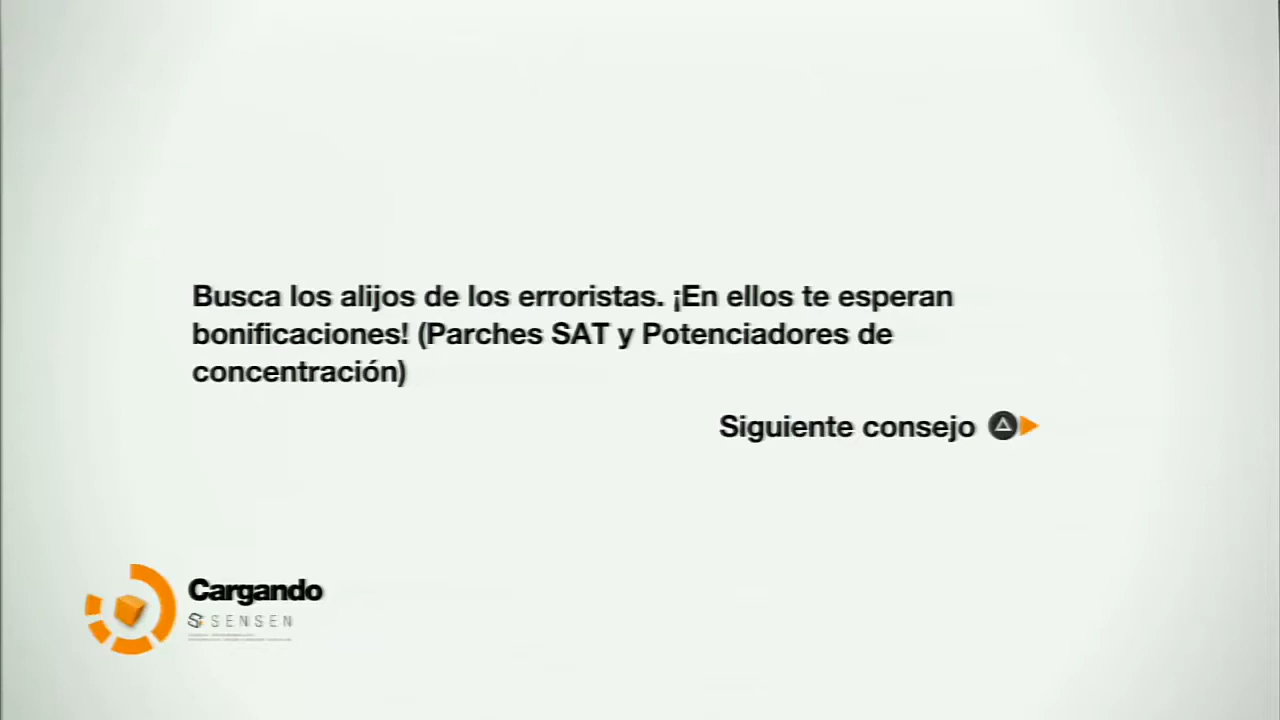 Busca los alijos de los erroristas. ¡En ellos te esperan
bonificaciones! (Parches SAT y Potenciadores de
concentración)
Siguiente consejo
Cargando
SENSEN